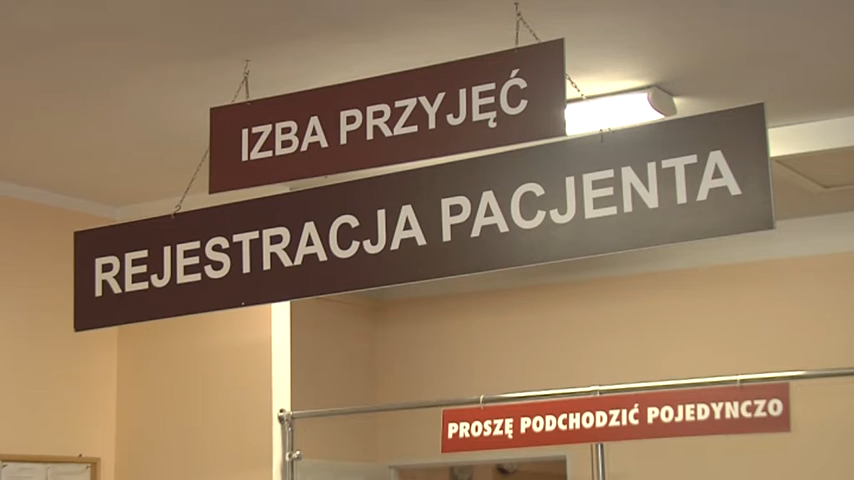 IZBA PRZYJĘĆ
REJESTRACJA PACJENTA
PROSZĘ PODCHODZIĆ POJEDYNCZO